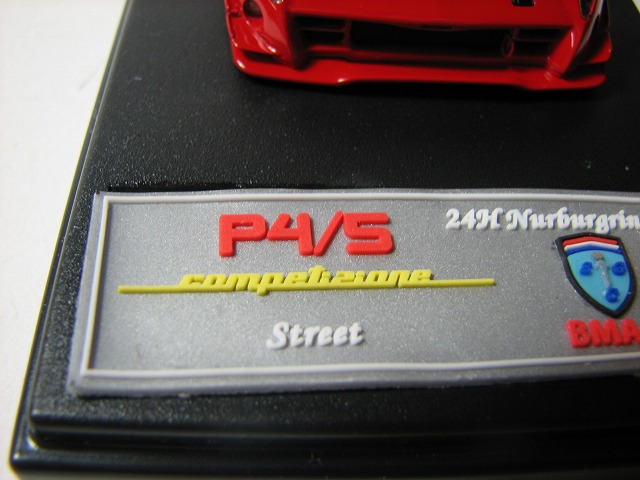 P4/5
competizione
Street
24H Nurburgrin
BMA